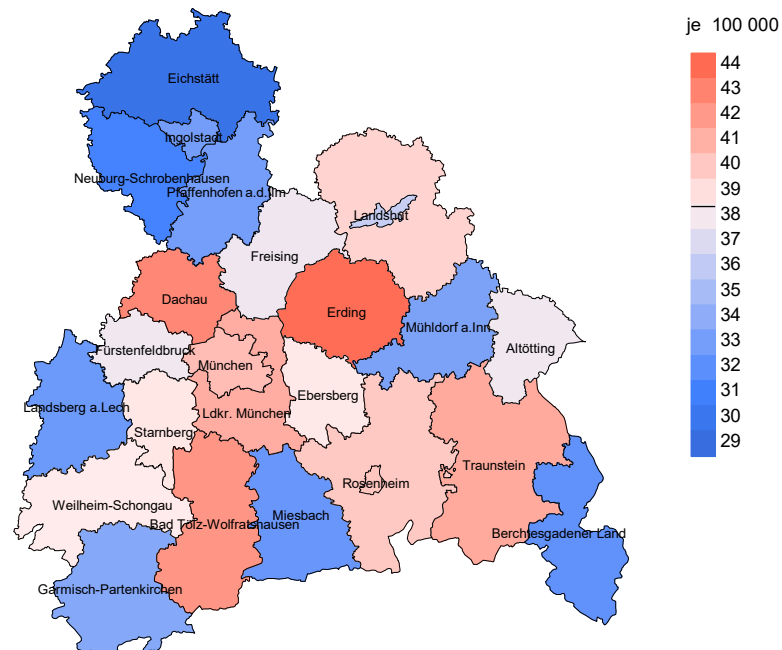 je 100 000
44
43
42
41
40
39
38
37
36
35
34
33
32
31
30
29
Eichstätt
Ingolstadt
Neuburg-Schrobenhausen
Pfaffenhofen a.d.Ilm
Landshut
Freising
Dachau
Erding
Mühldorf a.Inn
Altötting
Fürstenfeldbruck
München
Ebersberg
Landsberg a.Lech
Ldkr. München
Starnberg
Traunstein
Rosenheim
Weilheim-Schongau
Miesbach
Bad Tölz-Wolfratshausen
Berchtesgadener Land
Garmisch-Partenkirchen